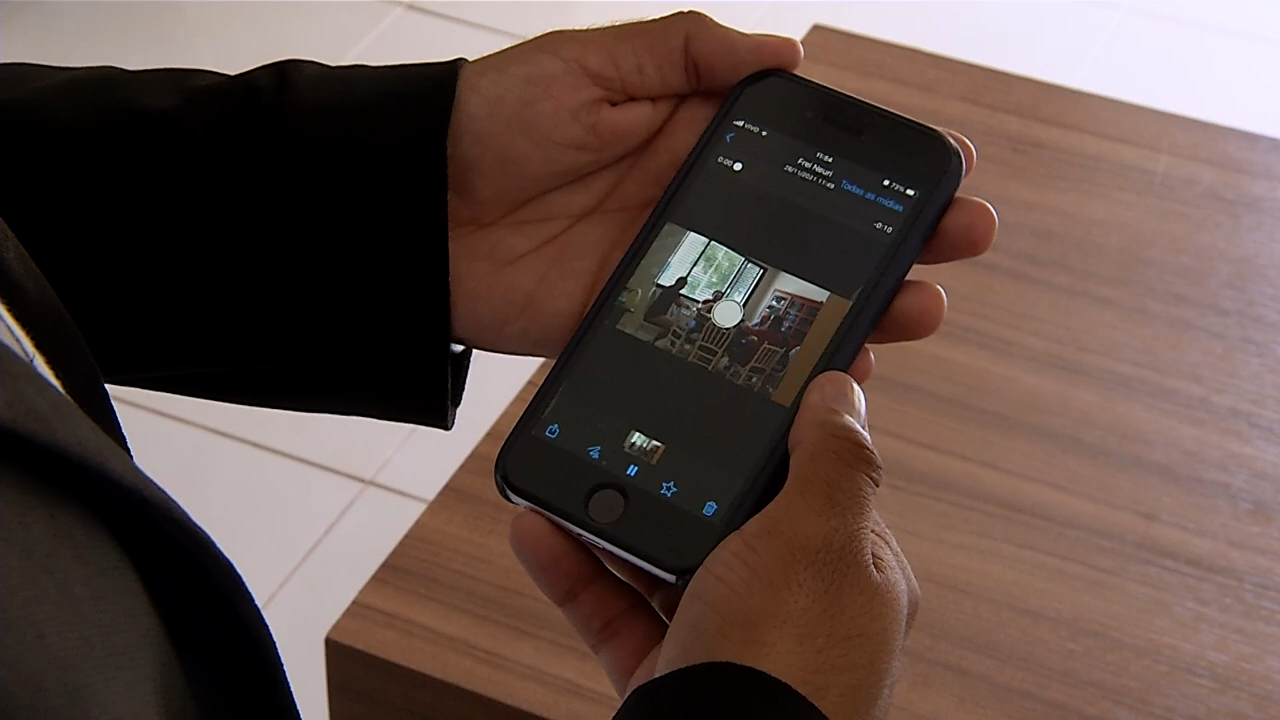 VIVO
11:54
73%
Frei Neuri
26/11/2021 11:49
Todas as mídias
0:00
-0:10